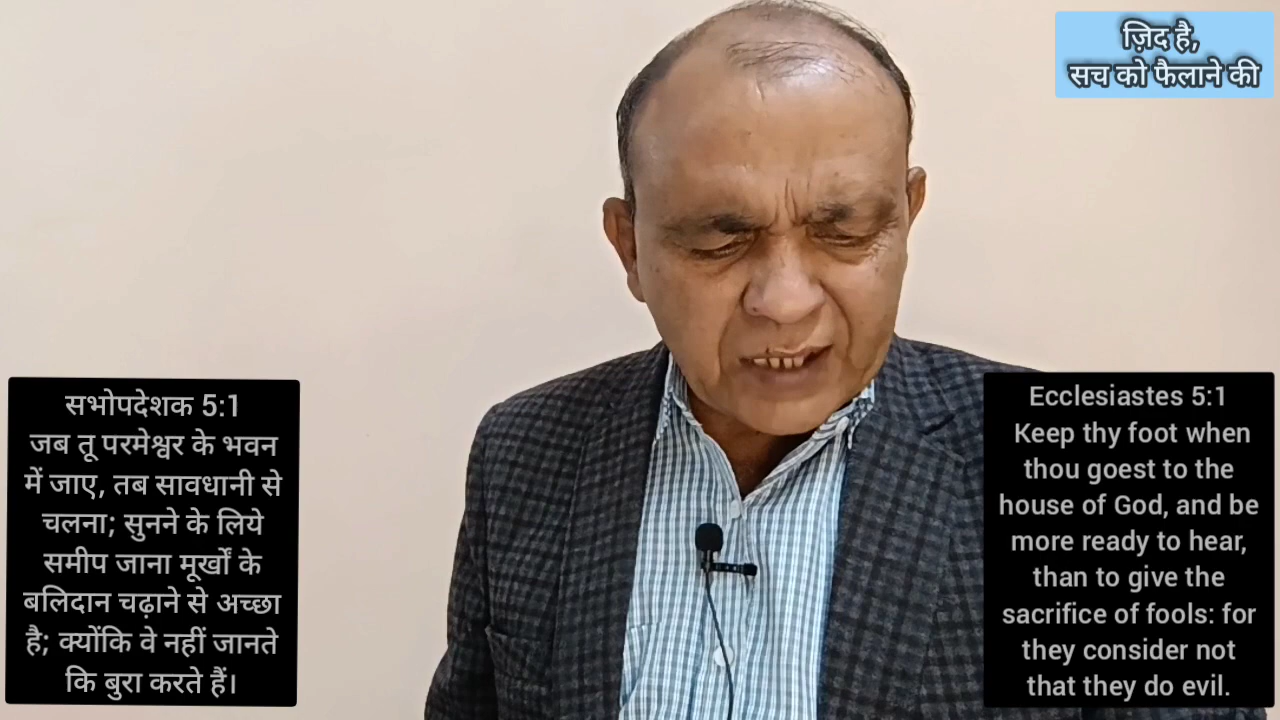 ज़िद है,
सच को फैलाने की
सभोपदेशक 5:1
जब तू परमेश्वर के भवन
में जाए, तब सावधानी से
चलना; सुनने के लिये
समीप जाना मूर्खों के
बलिदान चढ़ाने से अच्छा
है; क्योंकि वे नहीं जानते
कि बुरा करते हैं।
Ecclesiastes 5:1
Keep thy foot when
thou goest to the
house of God, and be
more ready to hear,
than to give the
sacrifice of fools: for
they consider not
that they do evil.